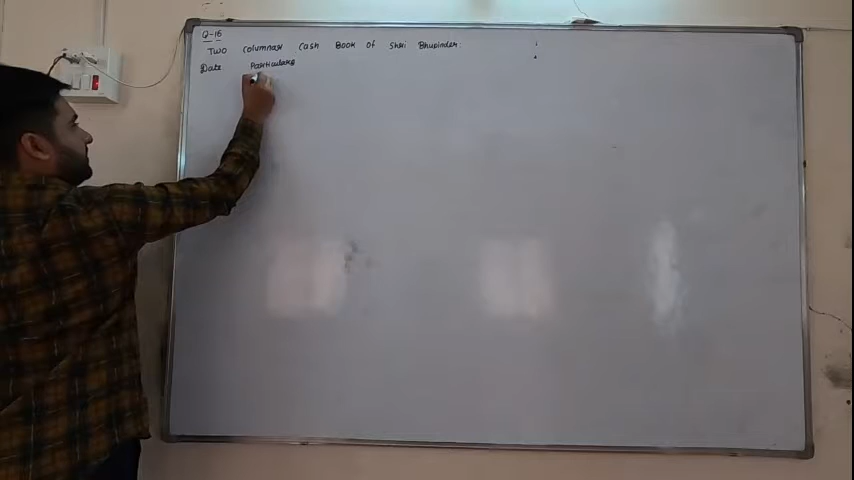 Q-16
Two Columnar Cash Book of Shri Bhupinder:
Date Particulars